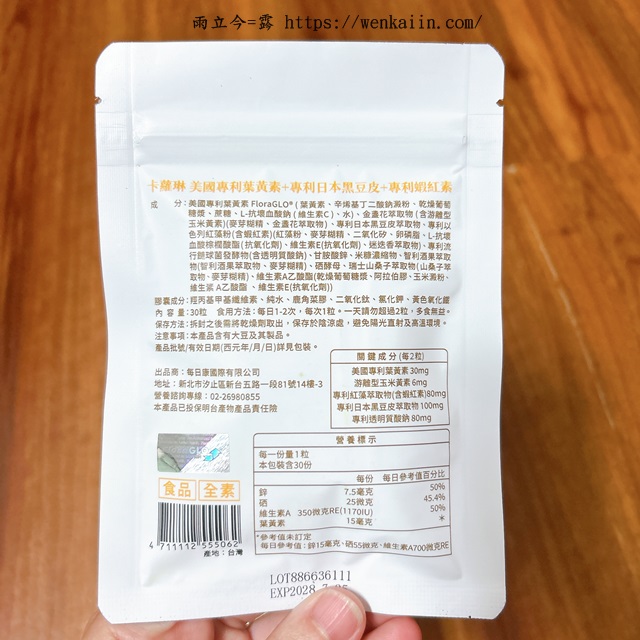 雨立今=露 https://wenkaiin.com/
卡蘿琳 美國專利葉黃素+專利日本黑豆皮+專利蝦紅素
成 分:美國專利葉黃素 FloraGLO®(葉黃素、辛烯基丁二酸鈉澱粉、乾燥葡萄
糖漿、蔗糖、L-抗壞血酸鈉(維生素C)、水)、金盞花萃取物(含游離型
玉米黃素)(麥芽糊精、金盞花萃取物)、專利日本黑豆皮萃取物、專利以
色列紅藻粉(含蝦紅素)(紅藻粉、麥芽糊精、二氧化矽、卵磷脂、L-抗壞
血酸棕櫚酸酯(抗氧化劑)、維生素E(抗氧化劑)、迷迭香萃取物)、專利流
行鏈球菌發酵物(含透明質酸鈉)、甘胺酸鋅、米糠濃縮物、智利酒果萃取
物(智利酒果萃取物、麥芽糊精)、硒酵母、瑞士山桑子萃取物(山桑子萃
取物、麥芽糊精)、維生素A乙酸酯(乾燥葡萄糖漿、阿拉伯膠、玉米澱粉、
維生素 A乙酸酯 、維生素E(抗氧化劑))
膠囊成分:羥丙基甲基纖維素、純水、鹿角菜膠、二氧化鈦、氯化鉀、黃色氧化鐵
內 容 量:30粒 食用方法:每日1-2次，每次1粒。一天請勿超過2粒，多食無益。
保存方法:拆封之後需將乾燥劑取出，保存於陰涼處，避免陽光直射及高溫環境。
注意事項:本產品含有大豆及其製品。
產品批號/有效日期(西元年/月/日)詳見包裝。
出品商：每日康國際有限公司
地址：新北市汐止區新台五路一段81號14樓-3
營養諮詢專線：02-26980855
本產品已投保明台產物產品責任險
關 鍵 成 分 (每2粒)
美國專利葉黃素 30mg
游離型玉米黃素 6mg
專利紅藻萃取物(含蝦紅素)80mg
專利日本黑豆皮萃取物 100mg
專利透明質酸鈉 80mg
食品 全素
營養標示
每一份量1粒
本包裝含30份
每份 每日參考值百分比
鋅 7.5毫克 50%
硒 25微克 45.4%
維生素A 350微克RE(1170IU) 50%
葉黃素 15毫克 *
*參考值未訂定
每日參考值：鋅15毫克、硒55微克、維生素A700微克RE
4 711112 555062
產地：台灣
LOT886636111
EXP2028